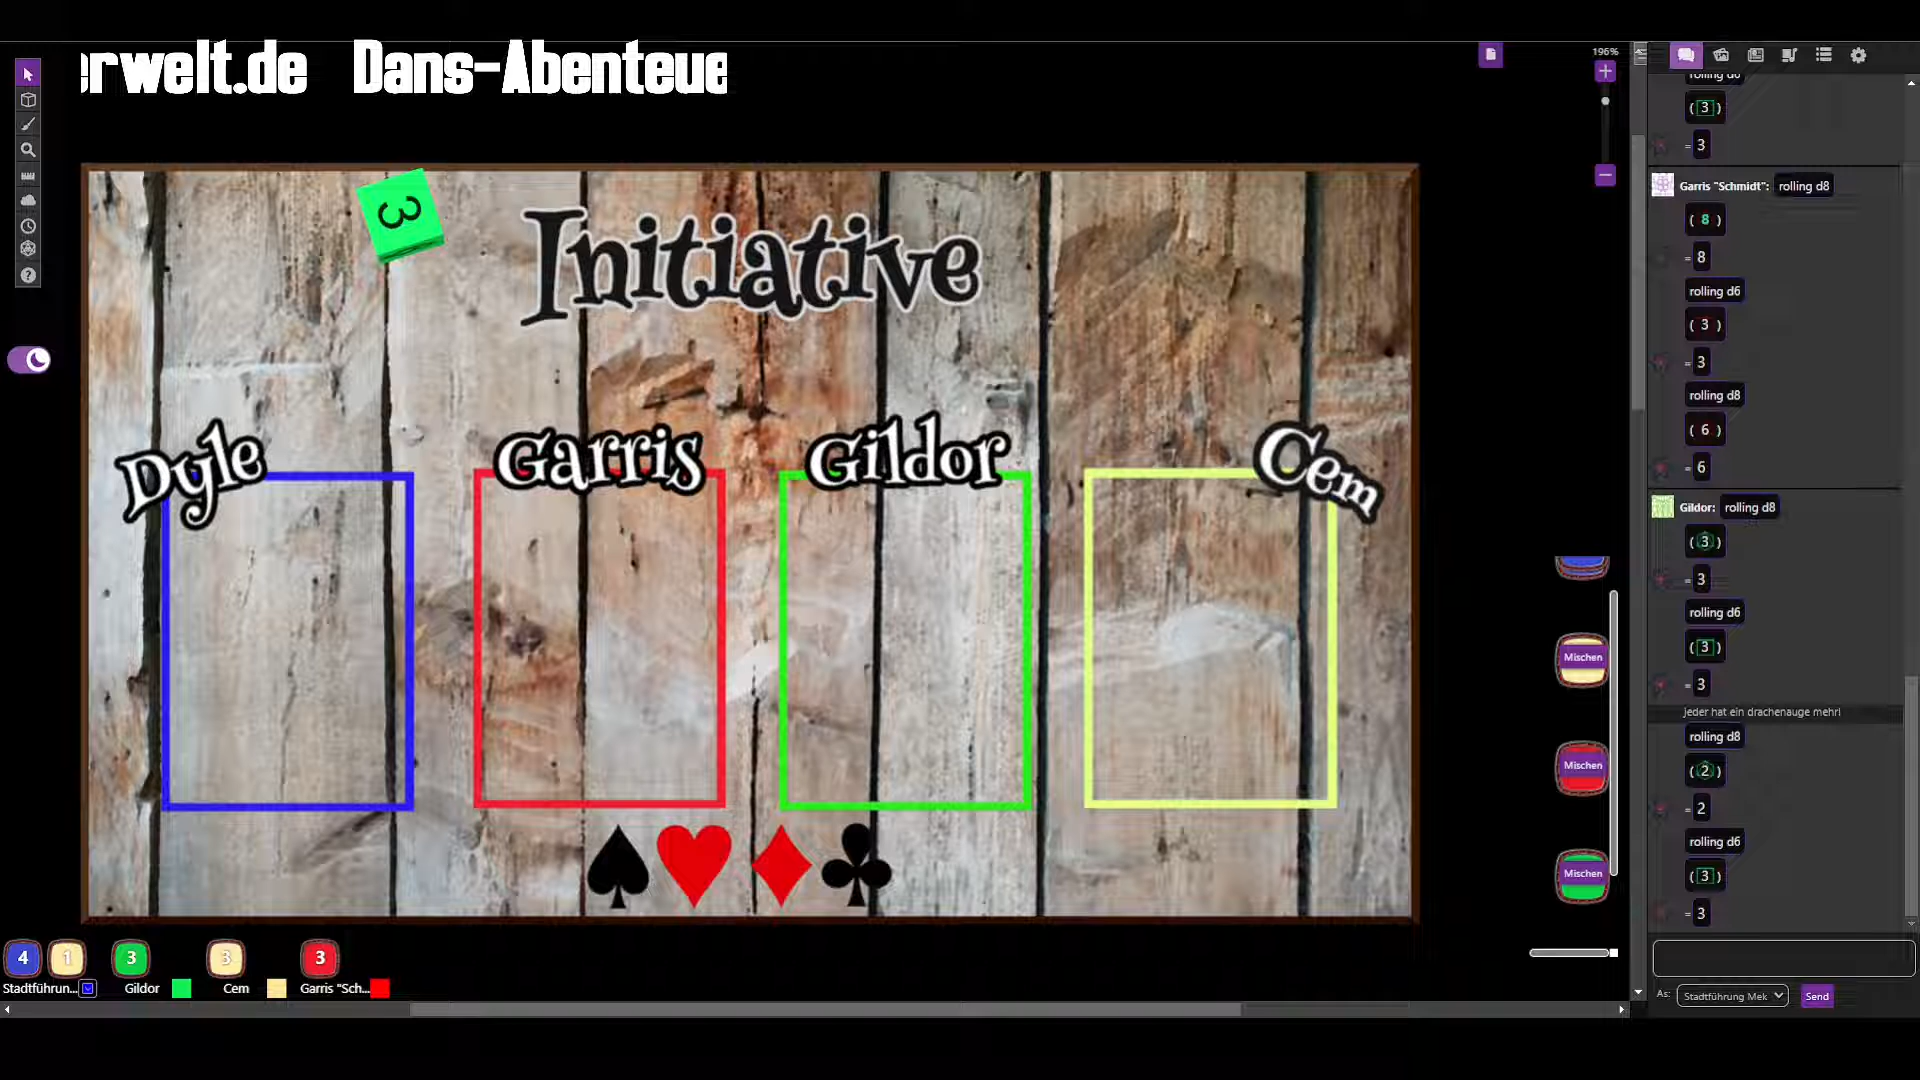 rwelt.de Dans-Abenteue
196%
3
Initiative
Dyle
Garris
Gildor
Cem
Mischen
Mischen
Mischen
4
1
3
3
3
Stadtführun...
Gildor
Cem
Garris "Sch...
rolling d6
(3)
= 3
Garris "Schmidt": rolling d8
(8)
= 8
rolling d6
(3)
= 3
rolling d8
(6)
= 6
Gildor: rolling d8
(3)
= 3
rolling d6
(3)
= 3
jeder hat ein drachenauge mehr!
rolling d8
(2)
= 2
rolling d6
(3)
= 3
As: Stadtführung Mek
Send